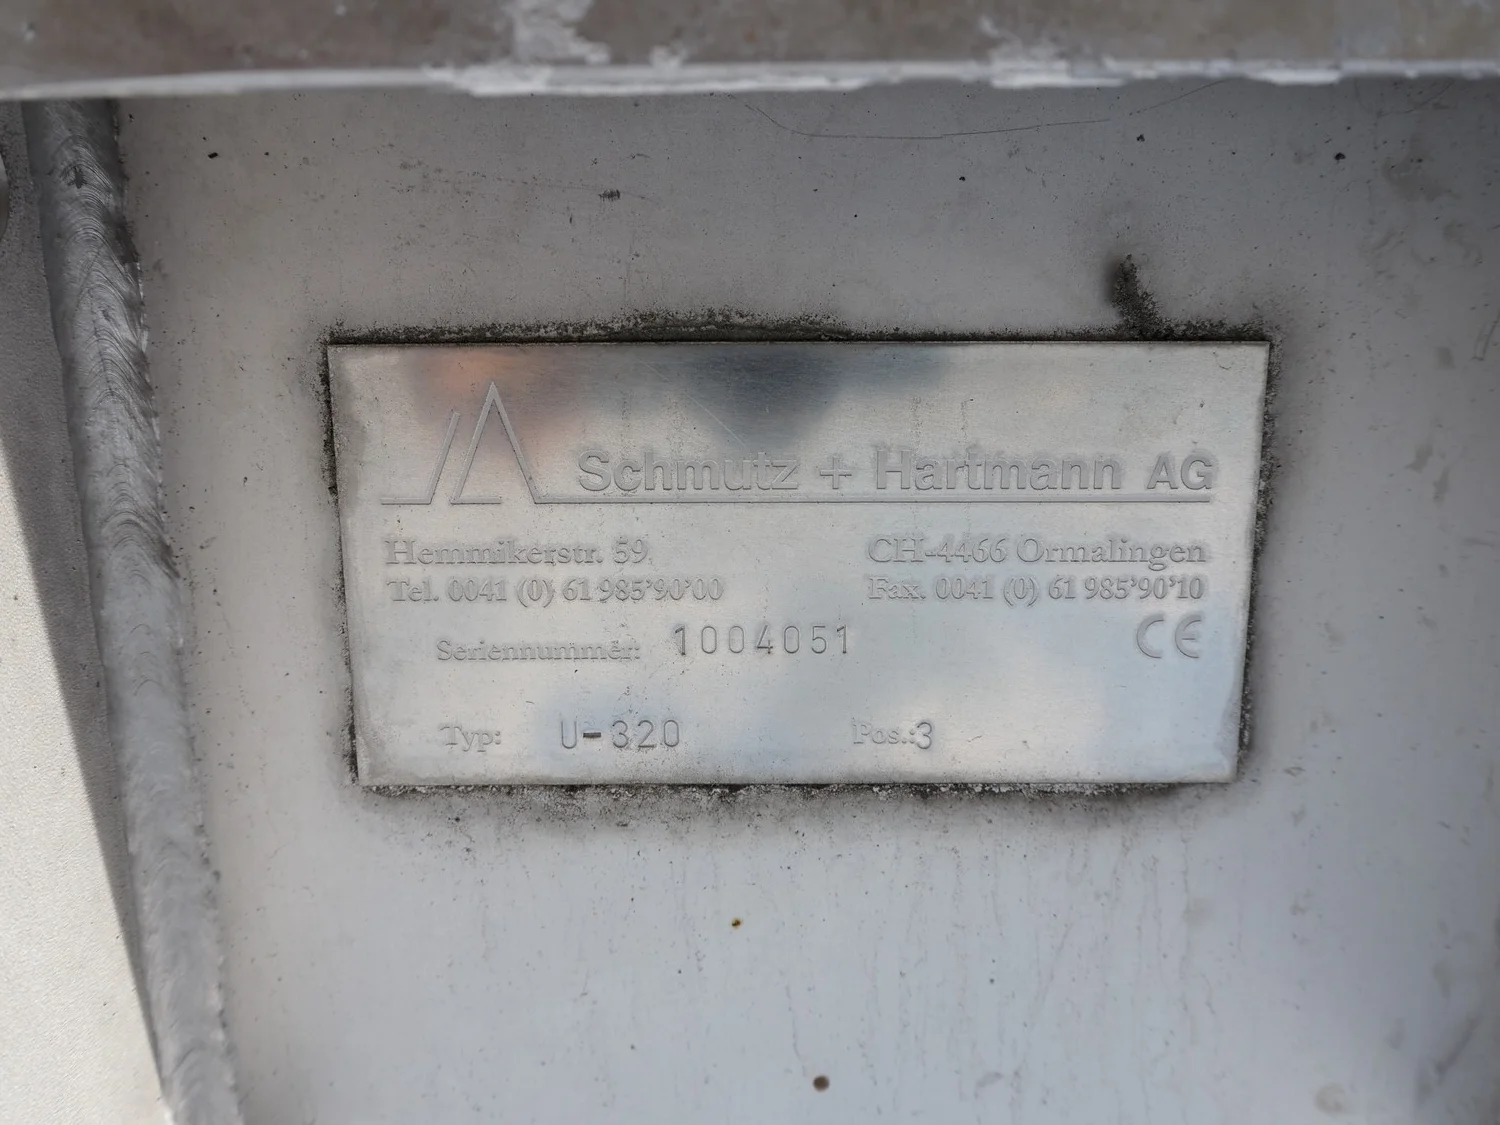 Schmutz + Hartmann AG
Hemmikerstr. 59 CH-4466 Ormalingen
Tel. 0041 (0) 61 985'90'00 Fax. 0041 (0) 61 985'90'10
Seriennummer: 1004051 CE
Typ: U-320 Pos.:3